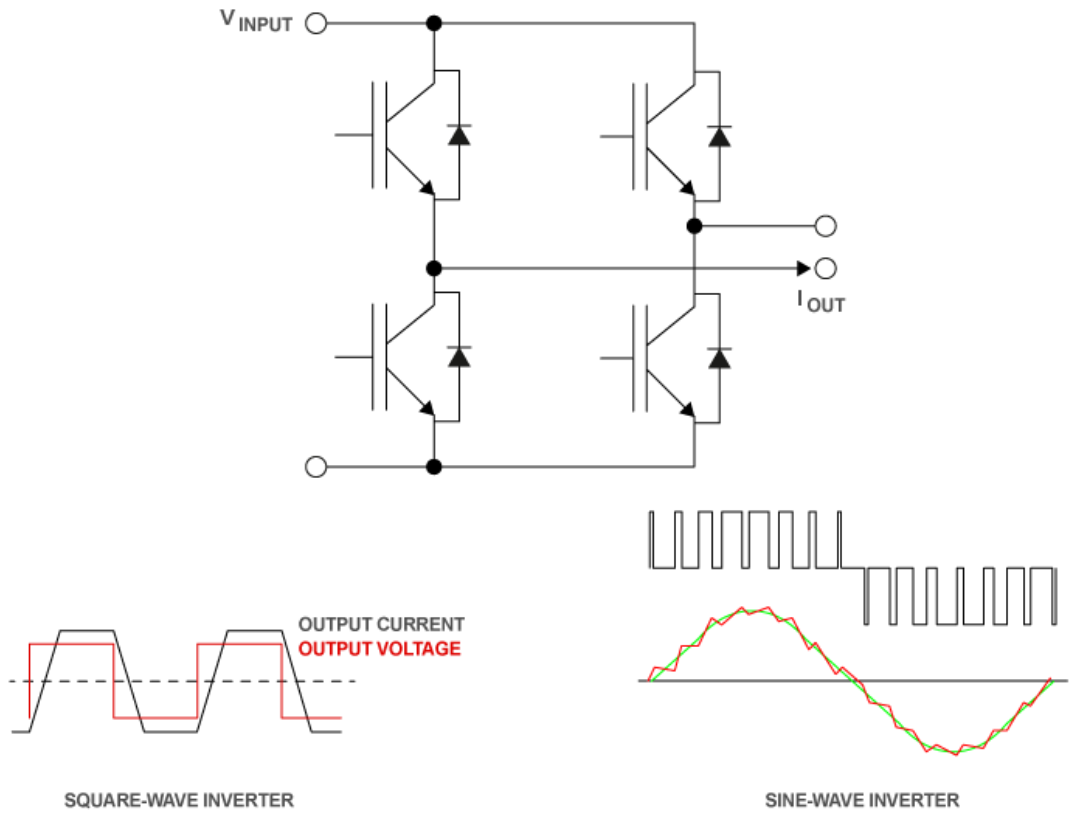 V INPUT
I OUT
OUTPUT CURRENT
OUTPUT VOLTAGE
SQUARE-WAVE INVERTER
SINE-WAVE INVERTER